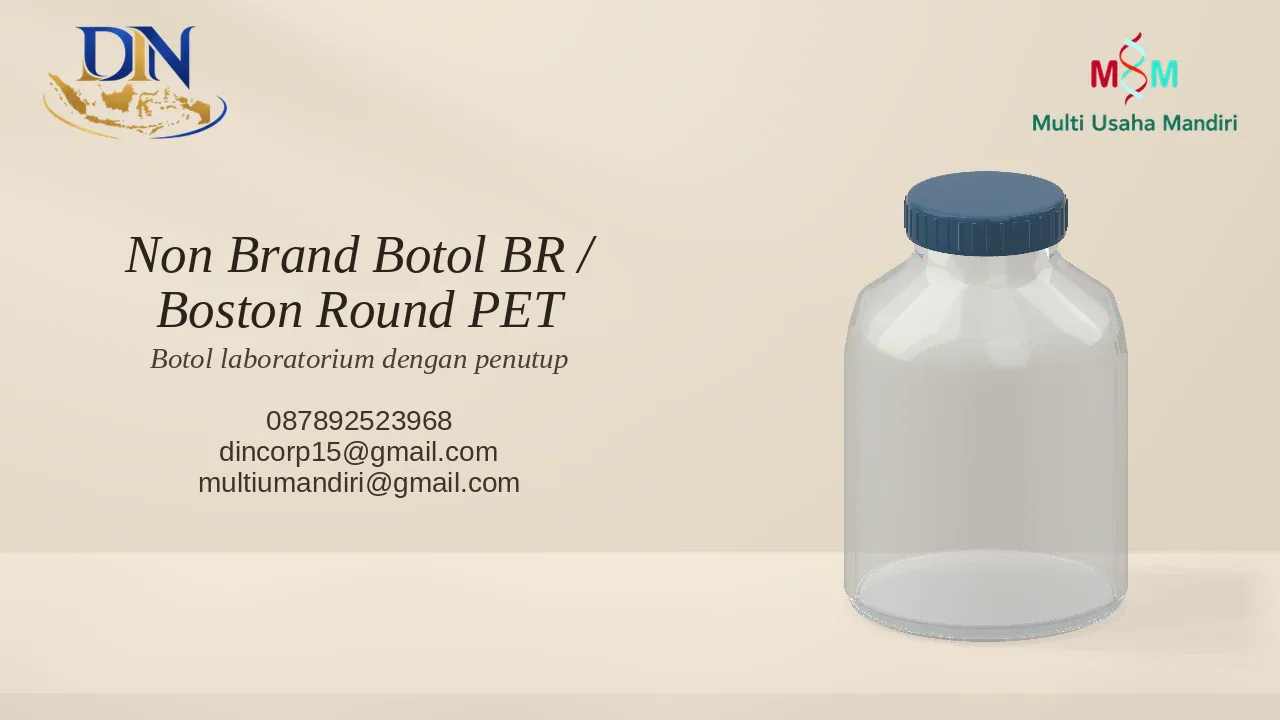 DIN
MSM
Multi Usaha Mandiri
Non Brand Botol BR /
Boston Round PET
Botol laboratorium dengan penutup
087892523968
dincorp15@gmail.com
multiumandiri@gmail.com